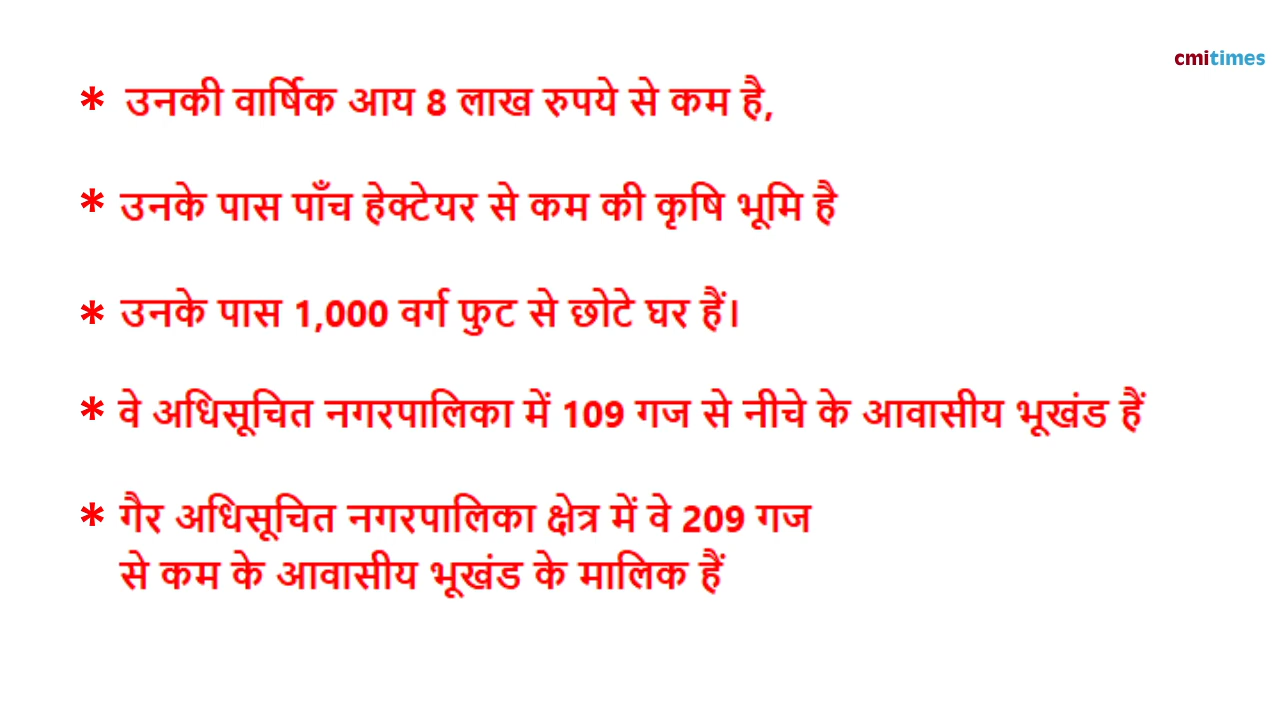 cmitimes
* उनकी वार्षिक आय 8 लाख रुपये से कम है,
* उनके पास पाँच हेक्टेयर से कम की कृषि भूमि है
* उनके पास 1,000 वर्ग फुट से छोटे घर हैं।
* वे अधिसूचित नगरपालिका में 109 गज से नीचे के आवासीय भूखंड हैं
* गैर अधिसूचित नगरपालिका क्षेत्र में वे 209 गज
से कम के आवासीय भूखंड के मालिक हैं